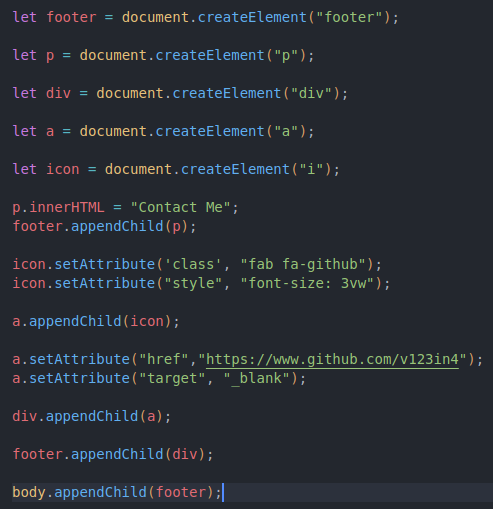 let footer = document.createElement("footer");
let p = document.createElement("p");
let div = document.createElement("div");
let a = document.createElement("a");
let icon = document.createElement("i");
p.innerHTML = "Contact Me";
footer.appendChild(p);
icon.setAttribute('class', "fab fa-github");
icon.setAttribute("style", "font-size: 3vw");
a.appendChild(icon);
a.setAttribute("href","https://www.github.com/v123in4");
a.setAttribute("target", "_blank");
div.appendChild(a);
footer.appendChild(div);
body.appendChild(footer);